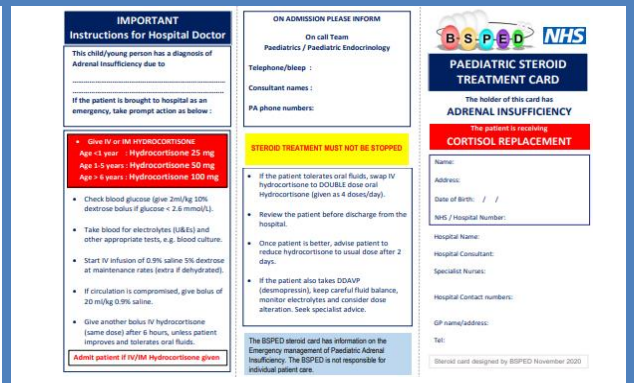 IMPORTANT
Instructions for Hospital Doctor
This child/young person has a diagnosis of
Adrenal Insufficiency due to
If the patient is brought to hospital as an
emergency, take prompt action as below :
• Give IV or IM HYDROCORTISONE
Age <1 year : Hydrocortisone 25 mg
Age 1-5 years : Hydrocortisone 50 mg
Age > 6 years : Hydrocortisone 100 mg
• Check blood glucose (give 2ml/kg 10%
dextrose bolus if glucose < 2.6 mmol/L).
• Take blood for electrolytes (U&Es) and
other appropriate tests, e.g. blood culture.
• Start IV infusion of 0.9% saline 5% dextrose
at maintenance rates (extra if dehydrated).
• If circulation is compromised, give bolus of
20 ml/kg 0.9% saline.
• Give another bolus IV hydrocortisone
(same dose) after 6 hours, unless patient
improves and tolerates oral fluids.
Admit patient if IV/IM Hydrocortisone given
ON ADMISSION PLEASE INFORM
On call Team
Paediatrics / Paediatric Endocrinology
Telephone/bleep :
Consultant names :
PA phone numbers:
STEROID TREATMENT MUST NOT BE STOPPED
• If the patient tolerates oral fluids, swap IV
hydrocortisone to DOUBLE dose oral
Hydrocortisone (given as 4 doses/day).
• Review the patient before discharge from the
hospital.
• Once patient is better, advise patient to
reduce hydrocortisone to usual dose after 2
days.
• If the patient also takes DDAVP
(desmopressin), keep careful fluid balance,
monitor electrolytes and consider dose
alteration. Seek specialist advice.
The BSPED steroid card has information on the
Emergency management of Paediatric Adrenal
Insufficiency. The BSPED is not responsible for
individual patient care.
B•S•P•E•D NHS
PAEDIATRIC STEROID
TREATMENT CARD
The holder of this card has
ADRENAL INSUFFICIENCY
The patient is receiving
CORTISOL REPLACEMENT
Name:
Address:
Date of Birth: / /
NHS / Hospital Number:
Hospital Name:
Hospital Consultant:
Specialist Nurses:
Hospital Contact numbers:
GP name/address:
Tel:
Steroid card designed by BSPED November 2020